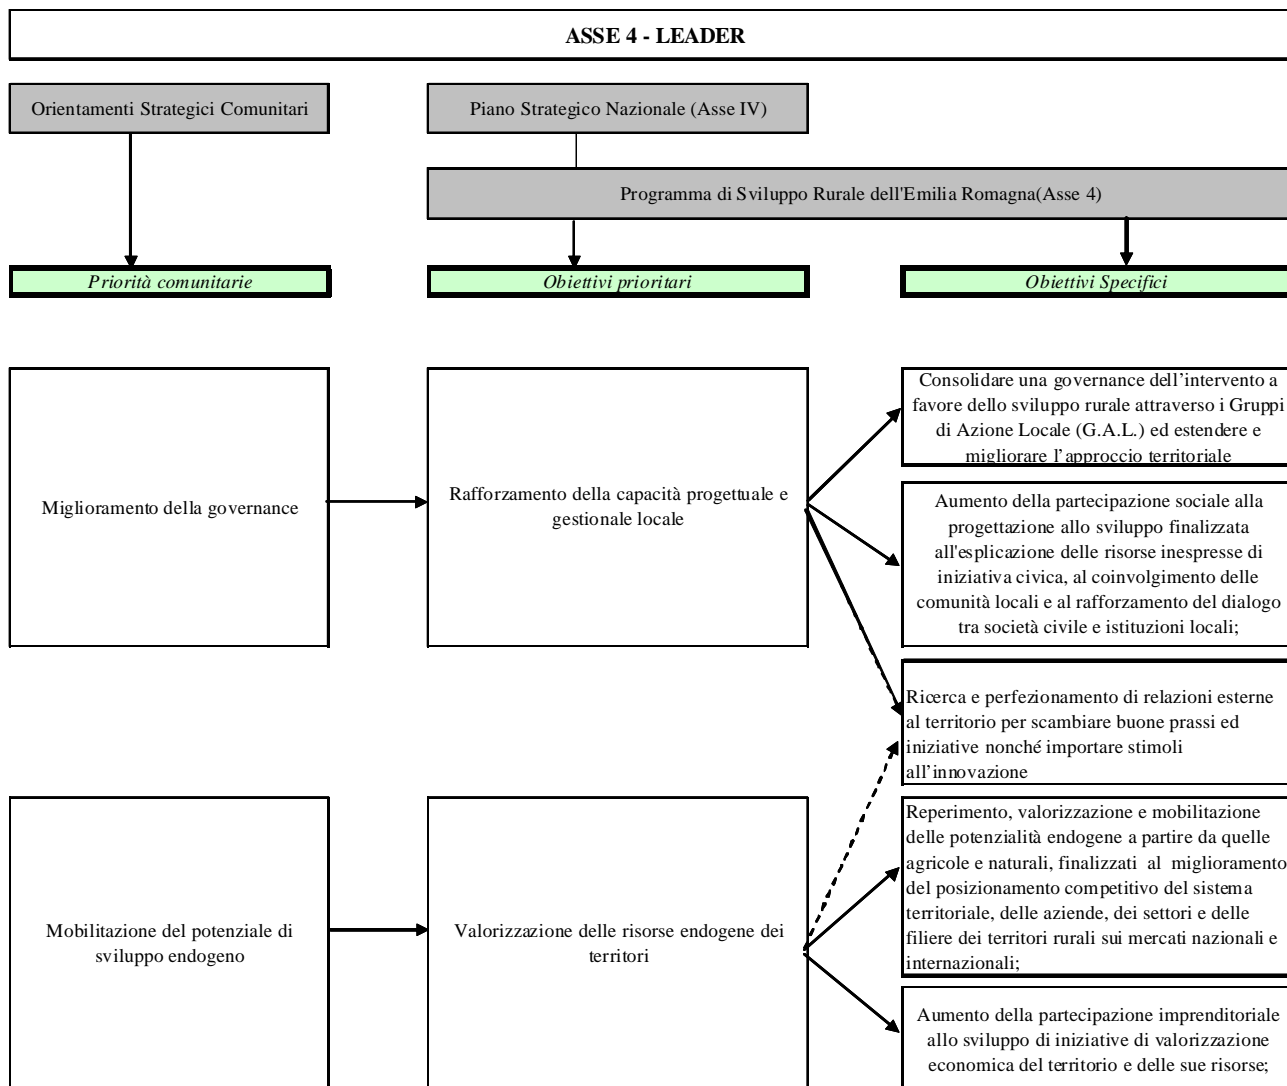 ASSE 4 - LEADER
Orientamenti Strategici Comunitari
Piano Strategico Nazionale (Asse IV)
Programma di Sviluppo Rurale dell'Emilia Romagna(Asse 4)
Priorità comunitarie
Obiettivi prioritari
Obiettivi Specifici
Miglioramento della governance
Rafforzamento della capacità progettuale e
gestionale locale
Consolidare una governance dell'intervento a
favore dello sviluppo rurale attraverso i Gruppi
di Azione Locale (G.A.L.) ed estendere e
migliorare l'approccio territoriale
Aumento della partecipazione sociale alla
progettazione allo sviluppo finalizzata
all'esplicazione delle risorse inespresse di
iniziativa civica, al coinvolgimento delle
comunità locali e al rafforzamento del dialogo
tra società civile e istituzioni locali;
Ricerca e perfezionamento di relazioni esterne
al territorio per scambiare buone prassi ed
iniziative nonché importare stimoli
all'innovazione
Mobilitazione del potenziale di
sviluppo endogeno
Valorizzazione delle risorse endogene dei
territori
Reperimento, valorizzazione e mobilitazione
delle potenzialità endogene a partire da quelle
agricole e naturali, finalizzati al miglioramento
del posizionamento competitivo del sistema
territoriale, delle aziende, dei settori e delle
filiere dei territori rurali sui mercati nazionali e
internazionali;
Aumento della partecipazione imprenditoriale
allo sviluppo di iniziative di valorizzazione
economica del territorio e delle sue risorse;